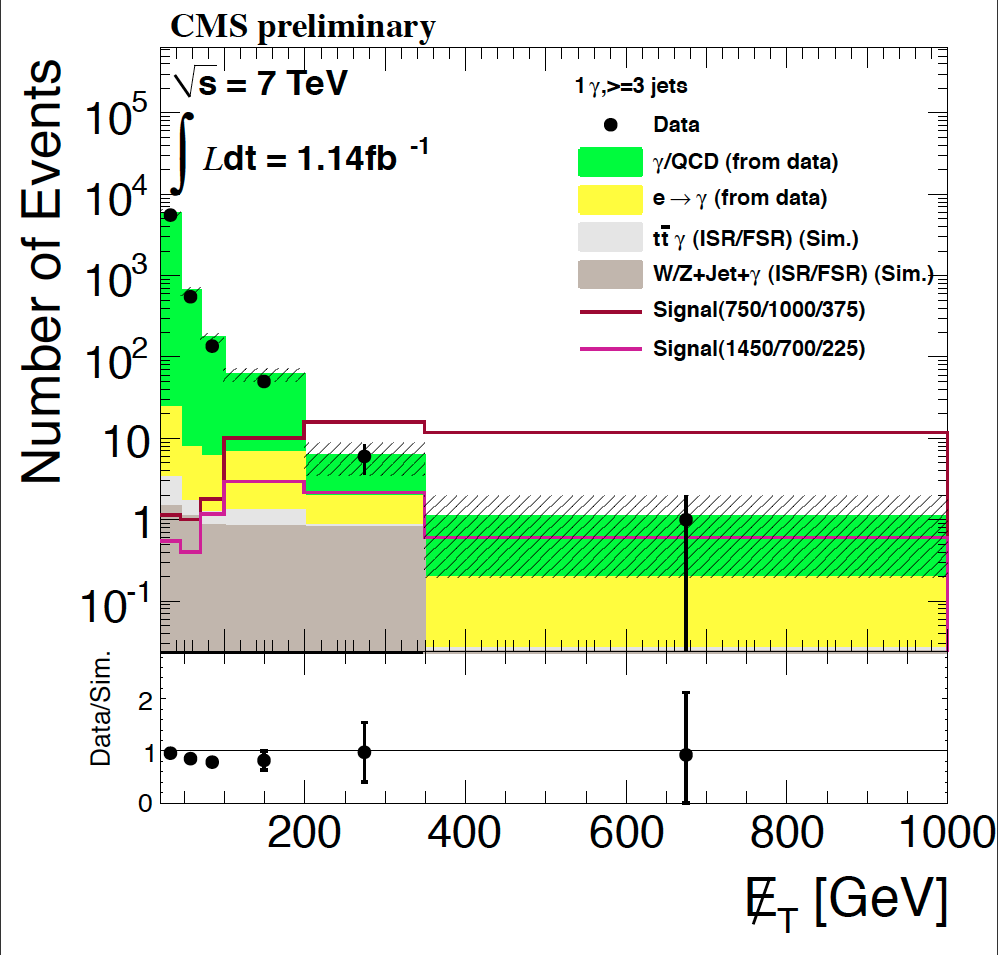 CMS preliminary
√s = 7 TeV
∫ Ldt = 1.14fb ⁻¹
1 γ,>=3 jets
Data
γ/QCD (from data)
e → γ (from data)
tt̄ γ (ISR/FSR) (Sim.)
W/Z+Jet+γ (ISR/FSR) (Sim.)
Signal(750/1000/375)
Signal(1450/700/225)
Number of Events
10⁵
10⁴
10³
10²
10
1
10⁻¹
Data/Sim.
2
1
0
200 400 600 800 1000
E̸_T [GeV]